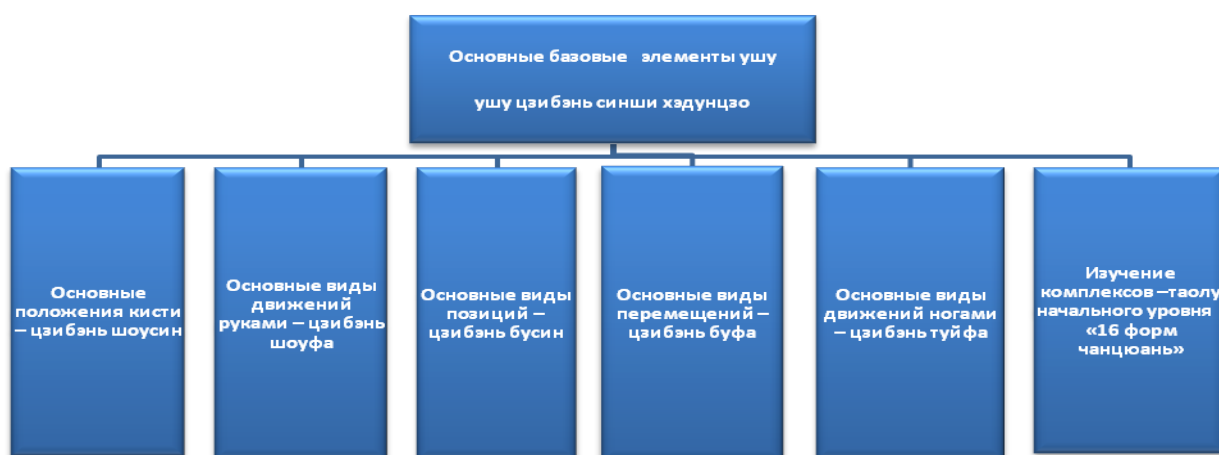 Основные базовые элементы ушу
ушу цзибэнь синши хэдунцзо
Основные
положения кисти
– цзибэнь шоусин
Основные виды
движений
руками – цзибэнь
шоуфа
Основные виды
позиций –
цзибэнь бусин
Основные виды
перемещений –
цзибэнь буфа
Основные виды
движений ногами
– цзибэнь туйфа
Изучение
комплексов –таолу
начального уровня
«16 форм
чанцюань»